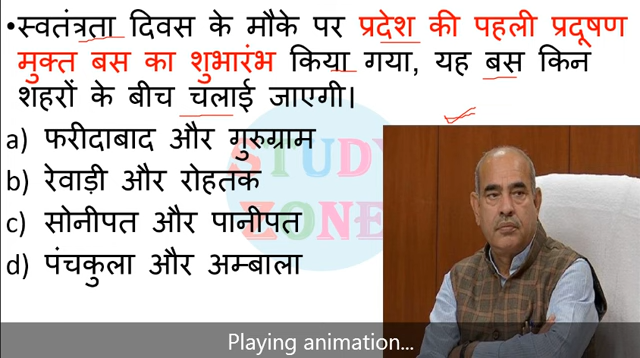 •स्वतंत्रता दिवस के मौके पर प्रदेश की पहली प्रदूषण
मुक्त बस का शुभारंभ किया गया, यह बस किन
शहरों के बीच चलाई जाएगी।
a) फरीदाबाद और गुरुग्राम
b) रेवाड़ी और रोहतक
c) सोनीपत और पानीपत
d) पंचकुला और अम्बाला
STUDY
ZONE
Playing animation...